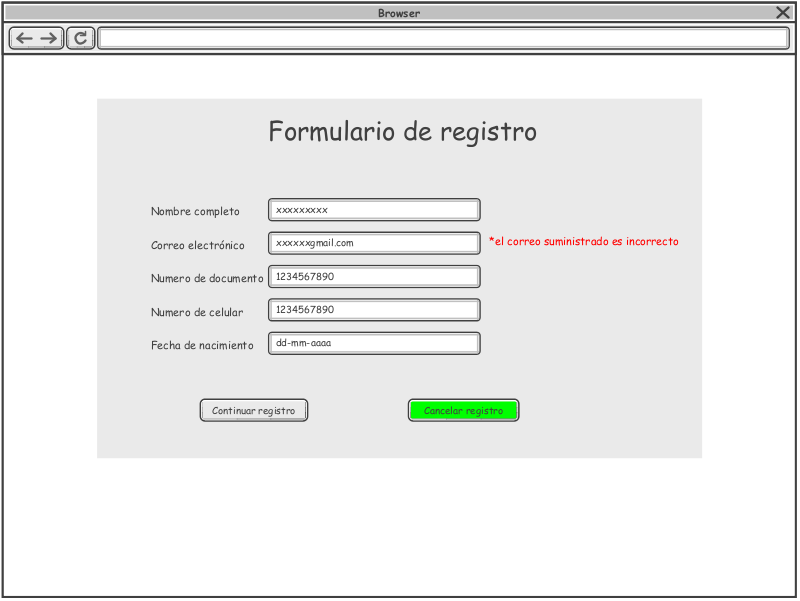 Browser
Formulario de registro
Nombre completo xxxxxxxxx
Correo electrónico xxxxxxgmail.com *el correo suministrado es incorrecto
Numero de documento 1234567890
Numero de celular 1234567890
Fecha de nacimiento dd-mm-aaaa
Continuar registro Cancelar registro